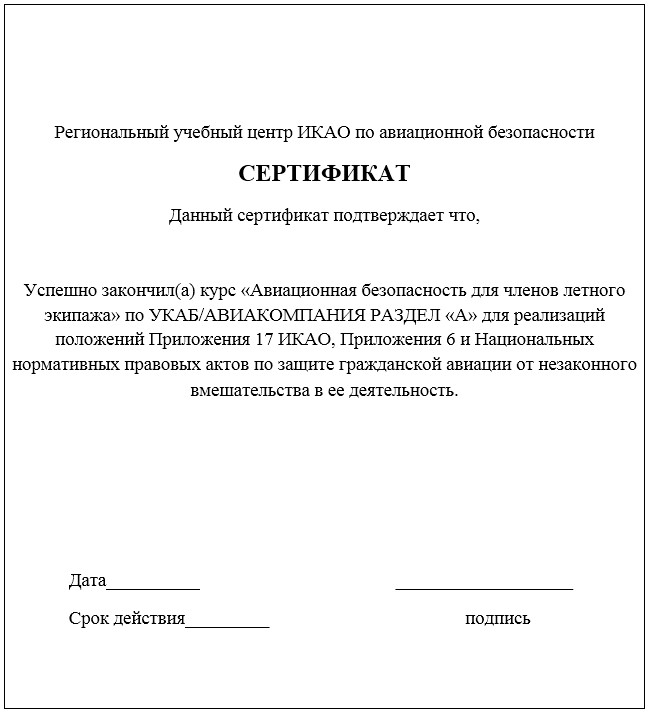 Региональный учебный центр ИКАО по авиационной безопасности
СЕРТИФИКАТ
Данный сертификат подтверждает что,
Успешно закончил(а) курс «Авиационная безопасность для членов летного
экипажа» по УКАБ/АВИАКОМПАНИЯ РАЗДЕЛ «А» для реализаций
положений Приложения 17 ИКАО, Приложения 6 и Национальных
нормативных правовых актов по защите гражданской авиации от незаконного
вмешательства в ее деятельность.
Дата__________ ___________________
Срок действия_________ подпись